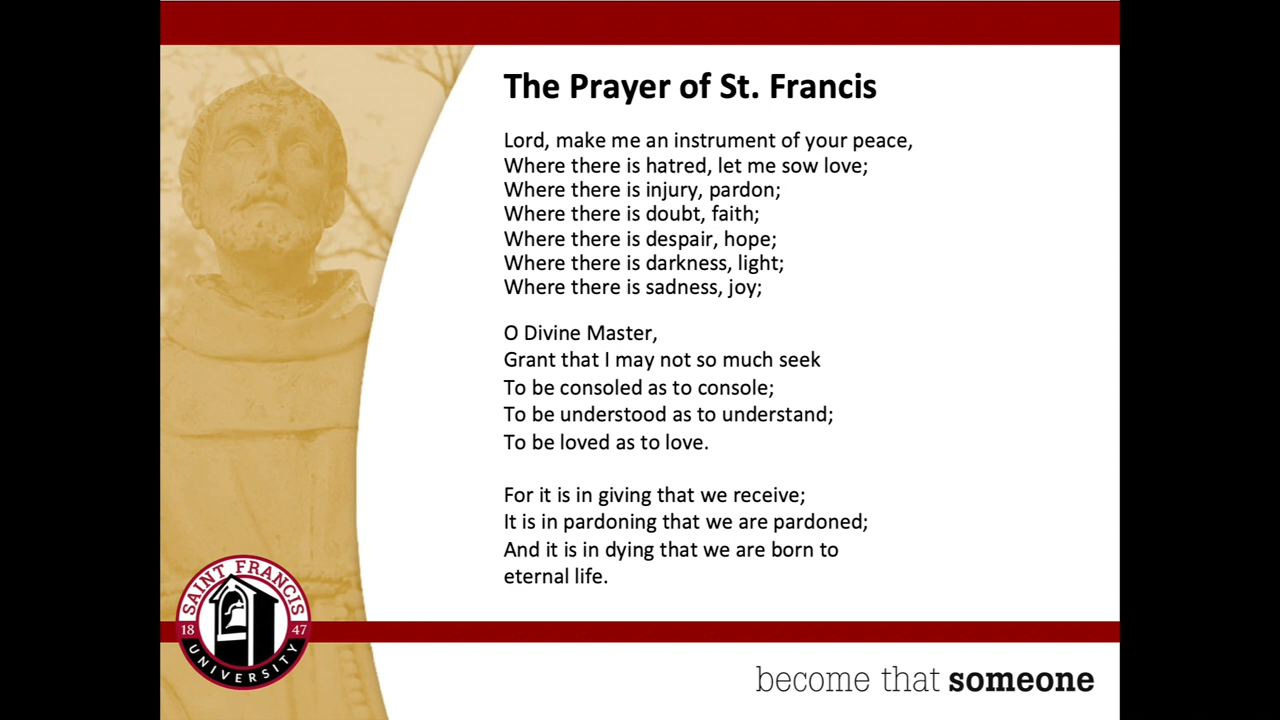 The Prayer of St. Francis
Lord, make me an instrument of your peace,
Where there is hatred, let me sow love;
Where there is injury, pardon;
Where there is doubt, faith;
Where there is despair, hope;
Where there is darkness, light;
Where there is sadness, joy;
O Divine Master,
Grant that I may not so much seek
To be consoled as to console;
To be understood as to understand;
To be loved as to love.
For it is in giving that we receive;
It is in pardoning that we are pardoned;
And it is in dying that we are born to
eternal life.
SAINT FRANCIS
18 47
UNIVERSITY
become that someone